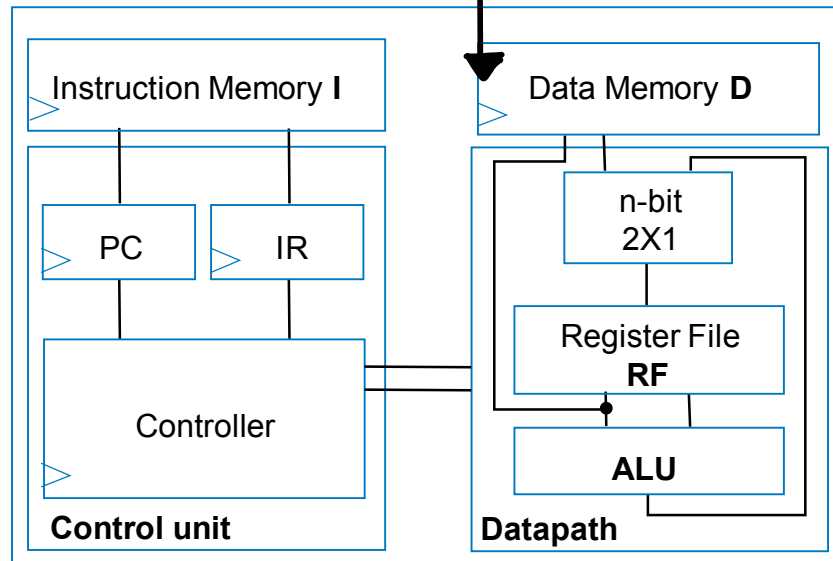 Instruction Memory I
Data Memory D
PC
IR
n-bit
2X1
Register File
RF
Controller
ALU
Control unit
Datapath